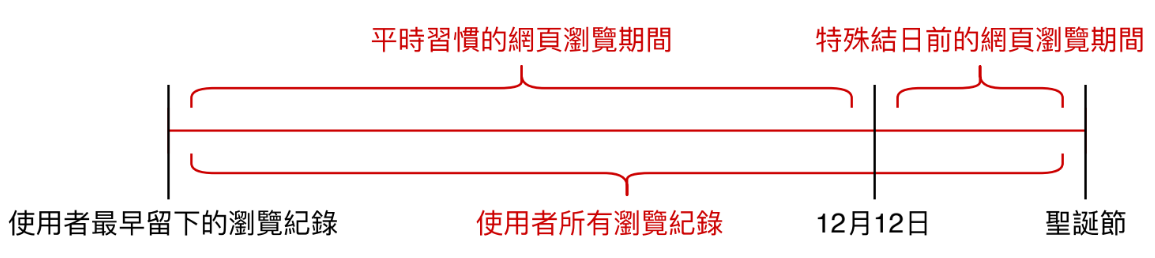 平時習慣的網頁瀏覽期間
特殊結日前的網頁瀏覽期間
使用者最早留下的瀏覽紀錄
使用者所有瀏覽紀錄
12月12日
聖誕節